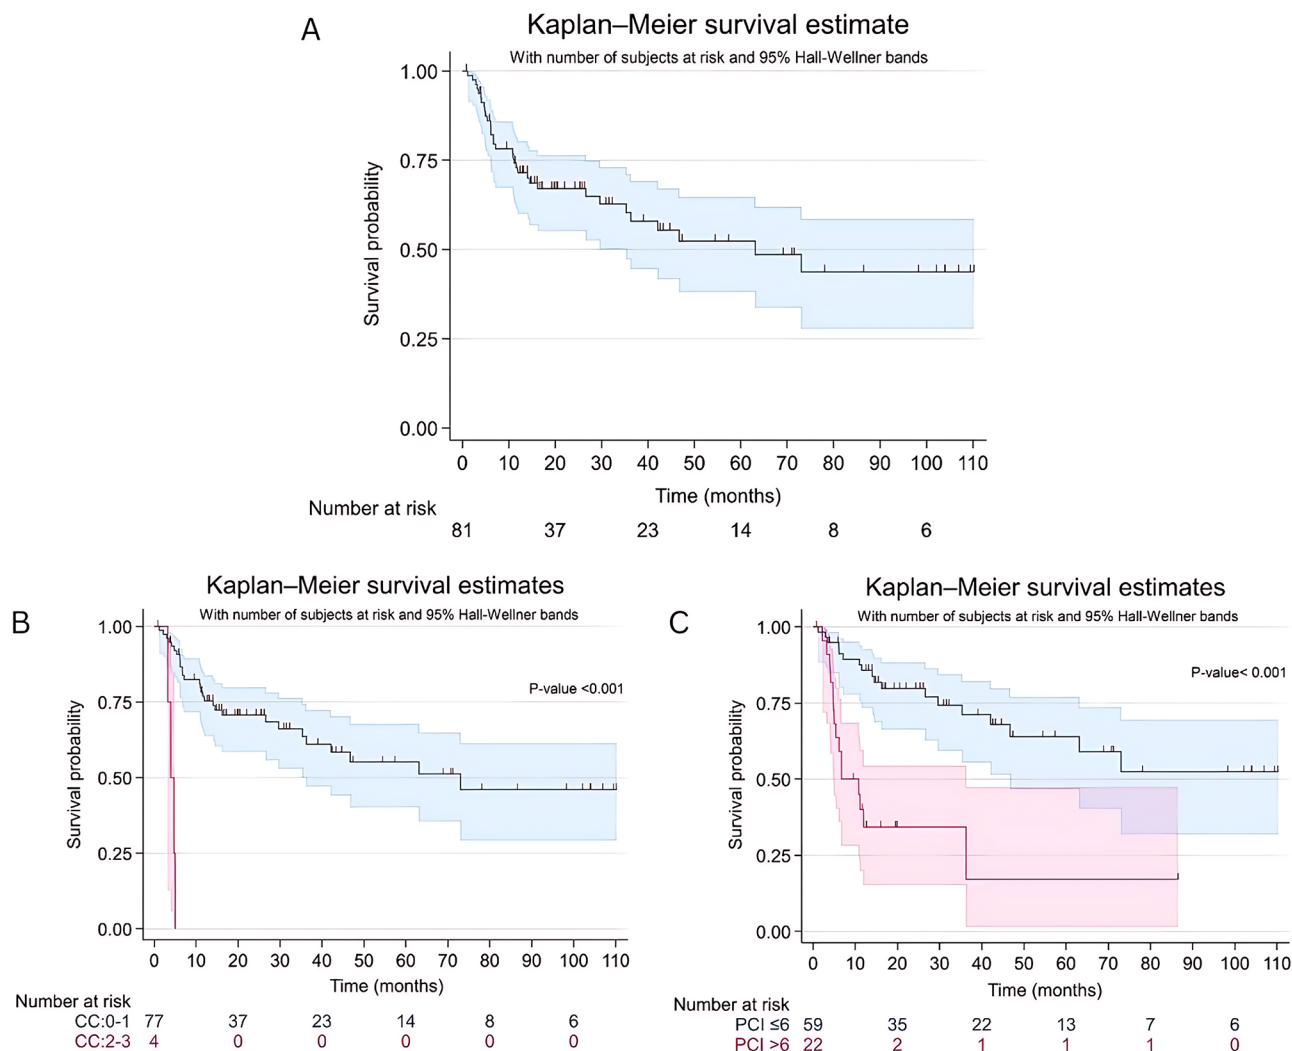 A
Kaplan–Meier survival estimate
With number of subjects at risk and 95% Hall-Wellner bands
Survival probability
1.00
0.75
0.50
0.25
0.00
0 10 20 30 40 50 60 70 80 90 100 110
Time (months)
Number at risk
81 37 23 14 8 6
B
Kaplan–Meier survival estimates
With number of subjects at risk and 95% Hall-Wellner bands
P-value <0.001
Survival probability
1.00
0.75
0.50
0.25
0.00
0 10 20 30 40 50 60 70 80 90 100 110
Time (months)
Number at risk
CC:0-1 77 37 23 14 8 6
CC:2-3 4 0 0 0 0 0
C
Kaplan–Meier survival estimates
With number of subjects at risk and 95% Hall-Wellner bands
P-value< 0.001
Survival probability
1.00
0.75
0.50
0.25
0.00
0 10 20 30 40 50 60 70 80 90 100 110
Time (months)
Number at risk
PCI ≤6 59 35 22 13 7 6
PCI >6 22 2 1 1 1 0